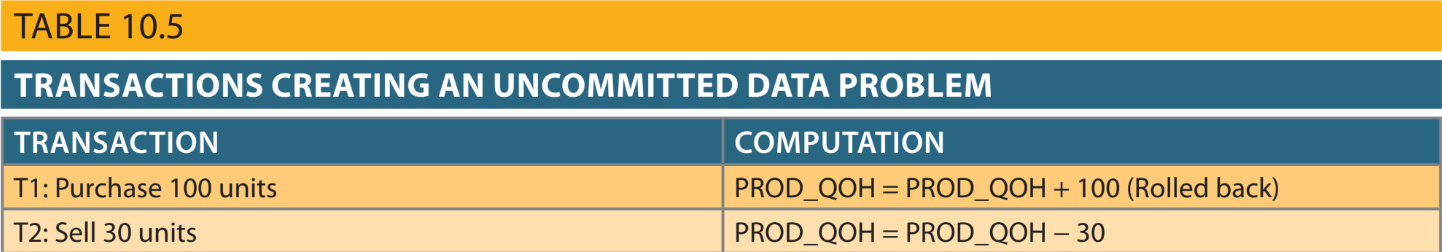 TABLE 10.5
TRANSACTIONS CREATING AN UNCOMMITTED DATA PROBLEM
TRANSACTION COMPUTATION
T1: Purchase 100 units PROD_QOH = PROD_QOH + 100 (Rolled back)
T2: Sell 30 units PROD_QOH = PROD_QOH − 30